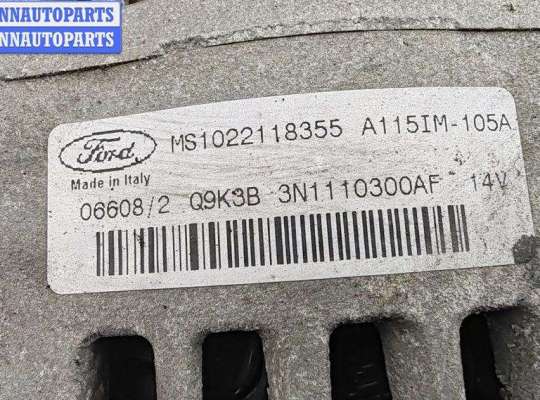 NNAUTOPARTS
NNAUTOPARTS
Ford
MS1022118355 A115IM-105A
Made in Italy
06608/2 Q9K3B 3N1110300AF 14V